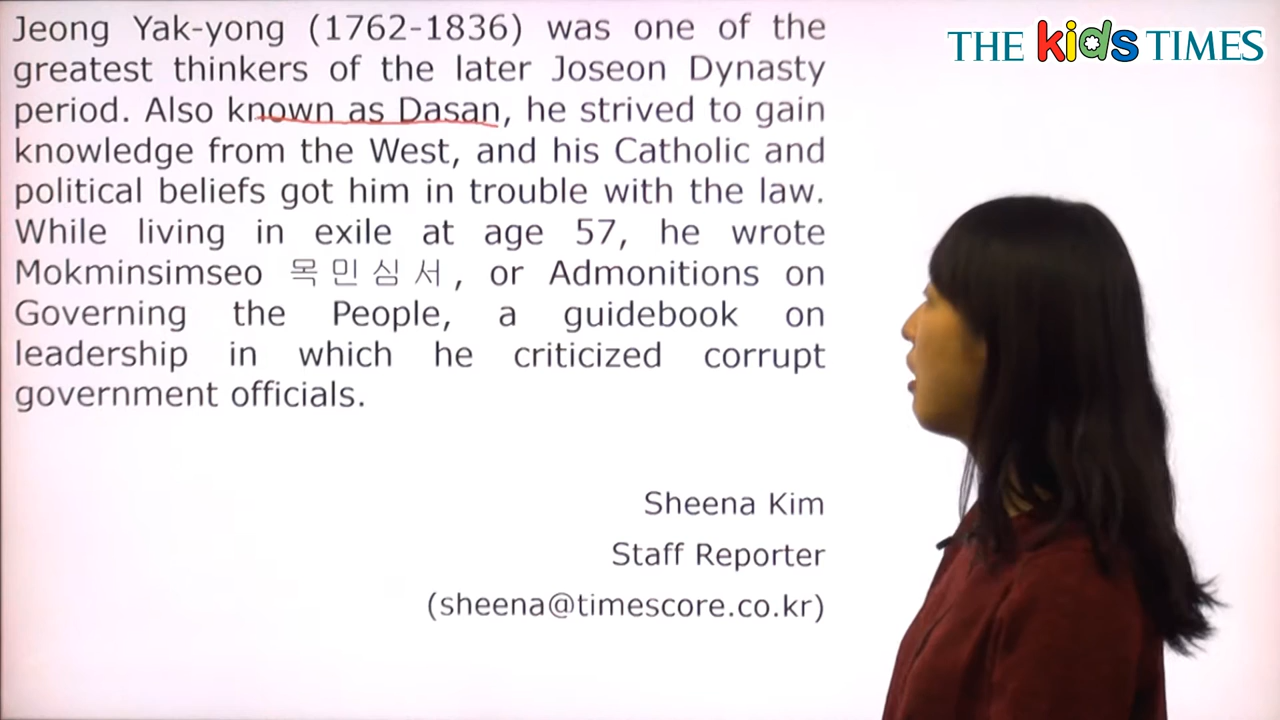 Jeong Yak-yong (1762-1836) was one of the
greatest thinkers of the later Joseon Dynasty
period. Also known as Dasan, he strived to gain
knowledge from the West, and his Catholic and
political beliefs got him in trouble with the law.
While living in exile at age 57, he wrote
Mokminsimseo 목민심서, or Admonitions on
Governing the People, a guidebook on
leadership in which he criticized corrupt
government officials.
Sheena Kim
Staff Reporter
(sheena@timescore.co.kr)
THE kids TIMES